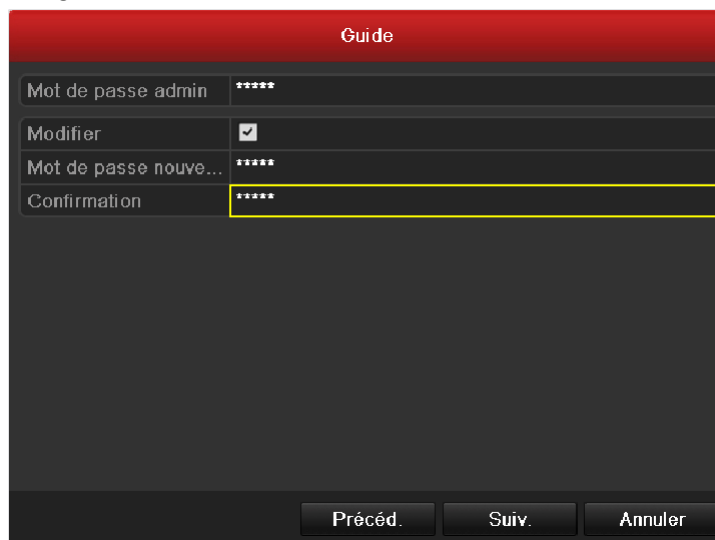 Guide
Mot de passe admin *****
Modifier
Mot de passe nouve... *****
Confirmation *****
Précéd. Suiv. Annuler